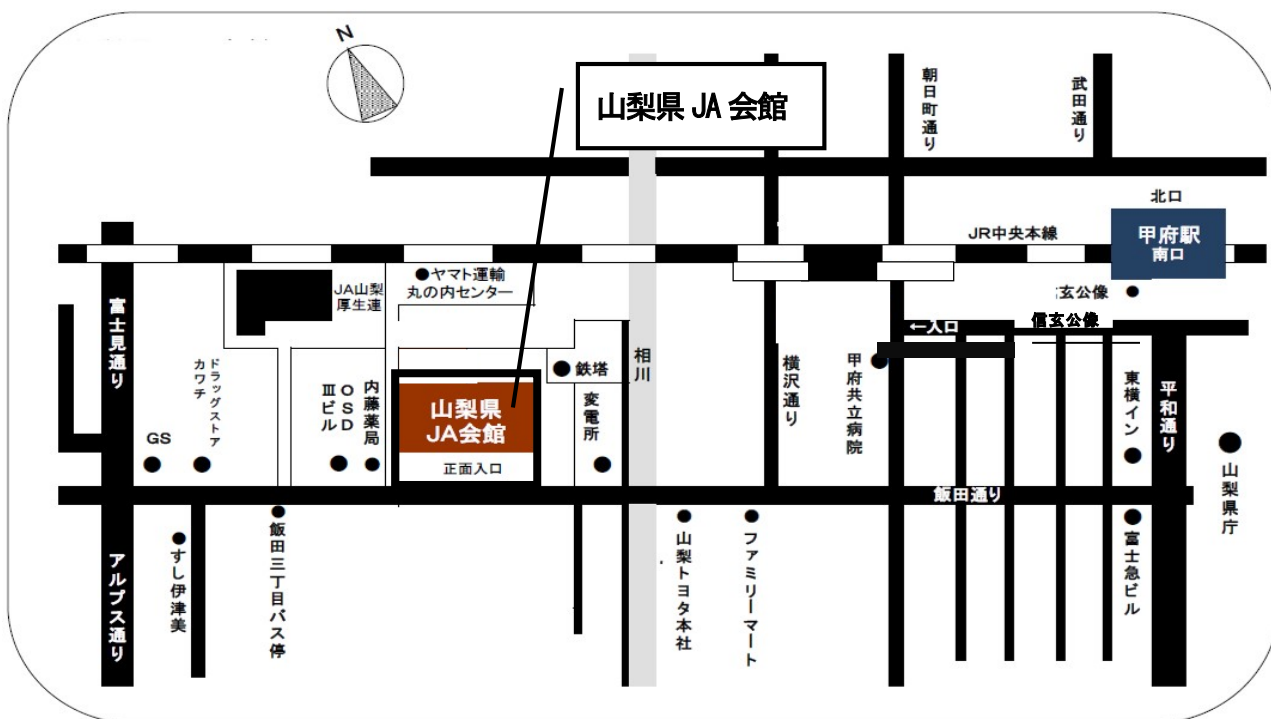 N
山梨県 JA 会館
朝日町通り
武田通り
北口
甲府駅
南口
JR中央本線
●ヤマト運輸
丸の内センター
JA山梨
厚生連
玄公像 ●
信玄公像
←入口
富士見通り
ドラッグストア
カワチ
GS
OSD
Ⅲビル
内藤薬局
山梨県
JA会館
正面入口
●鉄塔
変電所
相川
横沢通り
甲府共立病院
東横イン
平和通り
山梨県庁
飯田通り
アルプス通り
すし伊津美
飯田三丁目バス停
山梨トヨタ本社
ファミリーマート
富士急ビル